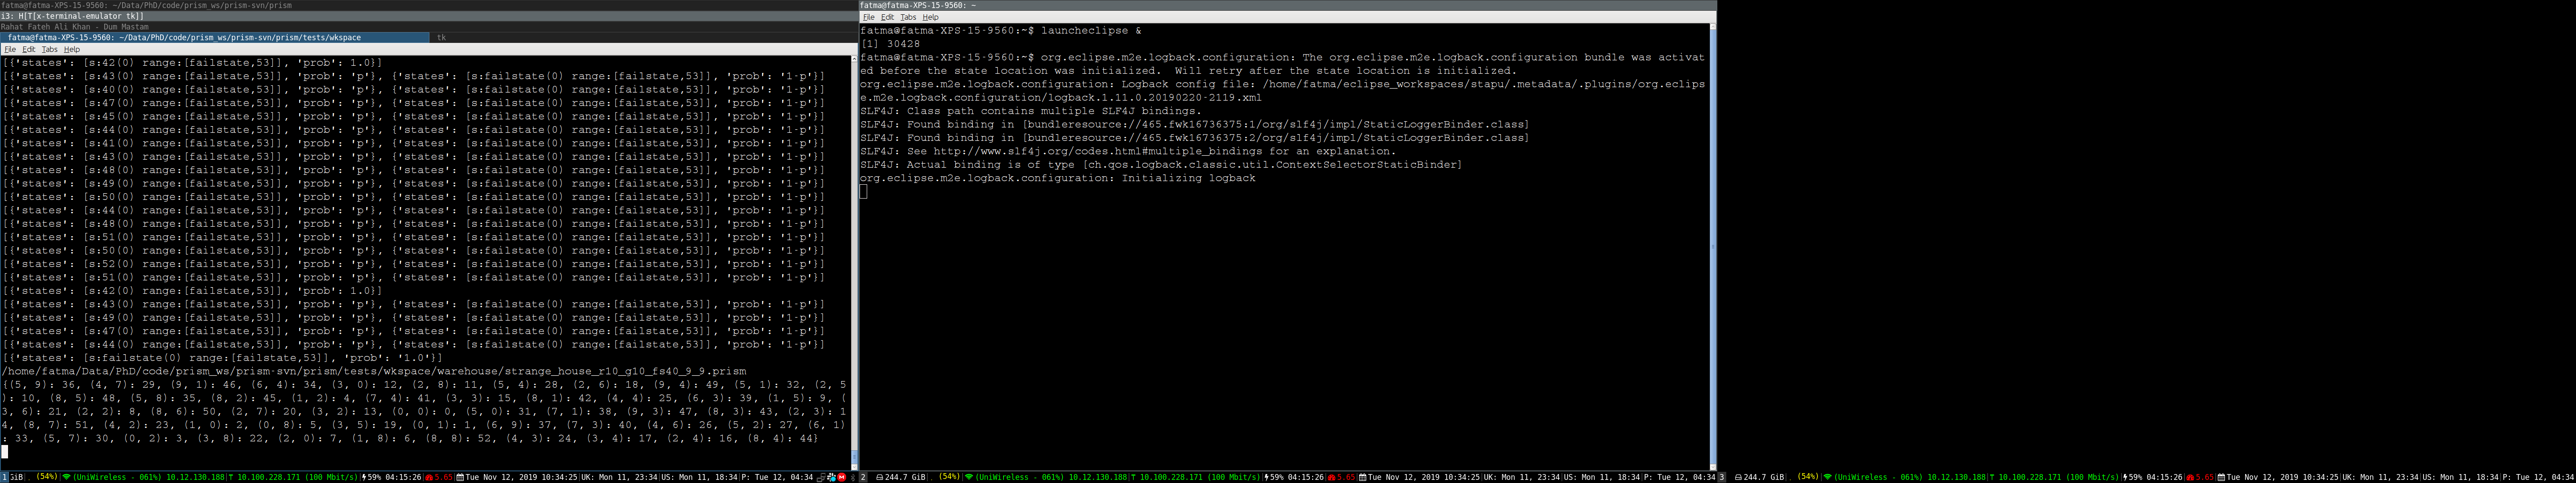 fatma@fatma-XPS-15-9560: ~/Data/PhD/code/prism_ws/prism-svn/prism
i3: H[T[x-terminal-emulator tk]]
Rahat Fateh Ali Khan - Dum Mastam
fatma@fatma-XPS-15-9560: ~/Data/PhD/code/prism_ws/prism-svn/prism/tests/wkspace tk
File Edit Tabs Help
[{'states': [s:42(0) range:[failstate,53]], 'prob': 1.0}]
[{'states': [s:43(0) range:[failstate,53]], 'prob': 'p'}, {'states': [s:failstate(0) range:[failstate,53]], 'prob': '1-p'}]
[{'states': [s:40(0) range:[failstate,53]], 'prob': 'p'}, {'states': [s:failstate(0) range:[failstate,53]], 'prob': '1-p'}]
[{'states': [s:47(0) range:[failstate,53]], 'prob': 'p'}, {'states': [s:failstate(0) range:[failstate,53]], 'prob': '1-p'}]
[{'states': [s:45(0) range:[failstate,53]], 'prob': 'p'}, {'states': [s:failstate(0) range:[failstate,53]], 'prob': '1-p'}]
[{'states': [s:44(0) range:[failstate,53]], 'prob': 'p'}, {'states': [s:failstate(0) range:[failstate,53]], 'prob': '1-p'}]
[{'states': [s:41(0) range:[failstate,53]], 'prob': 'p'}, {'states': [s:failstate(0) range:[failstate,53]], 'prob': '1-p'}]
[{'states': [s:43(0) range:[failstate,53]], 'prob': 'p'}, {'states': [s:failstate(0) range:[failstate,53]], 'prob': '1-p'}]
[{'states': [s:48(0) range:[failstate,53]], 'prob': 'p'}, {'states': [s:failstate(0) range:[failstate,53]], 'prob': '1-p'}]
[{'states': [s:49(0) range:[failstate,53]], 'prob': 'p'}, {'states': [s:failstate(0) range:[failstate,53]], 'prob': '1-p'}]
[{'states': [s:50(0) range:[failstate,53]], 'prob': 'p'}, {'states': [s:failstate(0) range:[failstate,53]], 'prob': '1-p'}]
[{'states': [s:44(0) range:[failstate,53]], 'prob': 'p'}, {'states': [s:failstate(0) range:[failstate,53]], 'prob': '1-p'}]
[{'states': [s:48(0) range:[failstate,53]], 'prob': 'p'}, {'states': [s:failstate(0) range:[failstate,53]], 'prob': '1-p'}]
[{'states': [s:51(0) range:[failstate,53]], 'prob': 'p'}, {'states': [s:failstate(0) range:[failstate,53]], 'prob': '1-p'}]
[{'states': [s:50(0) range:[failstate,53]], 'prob': 'p'}, {'states': [s:failstate(0) range:[failstate,53]], 'prob': '1-p'}]
[{'states': [s:52(0) range:[failstate,53]], 'prob': 'p'}, {'states': [s:failstate(0) range:[failstate,53]], 'prob': '1-p'}]
[{'states': [s:51(0) range:[failstate,53]], 'prob': 'p'}, {'states': [s:failstate(0) range:[failstate,53]], 'prob': '1-p'}]
[{'states': [s:42(0) range:[failstate,53]], 'prob': 1.0}]
[{'states': [s:43(0) range:[failstate,53]], 'prob': 'p'}, {'states': [s:failstate(0) range:[failstate,53]], 'prob': '1-p'}]
[{'states': [s:49(0) range:[failstate,53]], 'prob': 'p'}, {'states': [s:failstate(0) range:[failstate,53]], 'prob': '1-p'}]
[{'states': [s:47(0) range:[failstate,53]], 'prob': 'p'}, {'states': [s:failstate(0) range:[failstate,53]], 'prob': '1-p'}]
[{'states': [s:44(0) range:[failstate,53]], 'prob': 'p'}, {'states': [s:failstate(0) range:[failstate,53]], 'prob': '1-p'}]
[{'states': [s:failstate(0) range:[failstate,53]], 'prob': '1.0'}]
/home/fatma/Data/PhD/code/prism_ws/prism-svn/prism/tests/wkspace/warehouse/strange_house_r10_g10_fs40_9_9.prism
{(5, 9): 36, (4, 7): 29, (9, 1): 46, (6, 4): 34, (3, 0): 12, (2, 8): 11, (5, 4): 28, (2, 6): 18, (9, 4): 49, (5, 1): 32, (2, 5
): 10, (8, 5): 48, (5, 8): 35, (8, 2): 45, (1, 2): 4, (7, 4): 41, (3, 3): 15, (8, 1): 42, (4, 4): 25, (6, 3): 39, (1, 5): 9, (
3, 6): 21, (2, 2): 8, (8, 6): 50, (2, 7): 20, (3, 2): 13, (0, 0): 0, (5, 0): 31, (7, 1): 38, (9, 3): 47, (8, 3): 43, (2, 3): 1
4, (8, 7): 51, (4, 2): 23, (1, 0): 2, (0, 8): 5, (3, 5): 19, (0, 1): 1, (6, 9): 37, (7, 3): 40, (4, 6): 26, (5, 2): 27, (6, 1)
: 33, (5, 7): 30, (0, 2): 3, (3, 8): 22, (2, 0): 7, (1, 8): 6, (8, 8): 52, (4, 3): 24, (3, 4): 17, (2, 4): 16, (8, 4): 44}
1 GiB| (54%) (UniWireless - 061%) 10.12.130.188 10.100.228.171 (100 Mbit/s) 59% 04:15:26 5.65 Tue Nov 12, 2019 10:34:25|UK: Mon 11, 23:34|US: Mon 11, 18:34|P: Tue 12, 04:34
fatma@fatma-XPS-15-9560: ~
File Edit Tabs Help
fatma@fatma-XPS-15-9560:~$ launcheclipse &
[1] 30428
fatma@fatma-XPS-15-9560:~$ org.eclipse.m2e.logback.configuration: The org.eclipse.m2e.logback.configuration bundle was activat
ed before the state location was initialized.  Will retry after the state location is initialized.
org.eclipse.m2e.logback.configuration: Logback config file: /home/fatma/eclipse_workspaces/stapu/.metadata/.plugins/org.eclips
e.m2e.logback.configuration/logback.1.11.0.20190220-2119.xml
SLF4J: Class path contains multiple SLF4J bindings.
SLF4J: Found binding in [bundleresource://465.fwk16736375:1/org/slf4j/impl/StaticLoggerBinder.class]
SLF4J: Found binding in [bundleresource://465.fwk16736375:2/org/slf4j/impl/StaticLoggerBinder.class]
SLF4J: See http://www.slf4j.org/codes.html#multiple_bindings for an explanation.
SLF4J: Actual binding is of type [ch.qos.logback.classic.util.ContextSelectorStaticBinder]
org.eclipse.m2e.logback.configuration: Initializing logback
2 244.7 GiB| (54%) (UniWireless - 061%) 10.12.130.188 10.100.228.171 (100 Mbit/s) 59% 04:15:26 5.65 Tue Nov 12, 2019 10:34:25|UK: Mon 11, 23:34|US: Mon 11, 18:34|P: Tue 12, 04:34
3 244.7 GiB| (54%) (UniWireless - 061%) 10.12.130.188 10.100.228.171 (100 Mbit/s) 59% 04:15:26 5.65 Tue Nov 12, 2019 10:34:25|UK: Mon 11, 23:34|US: Mon 11, 18:34|P: Tue 12, 04:34